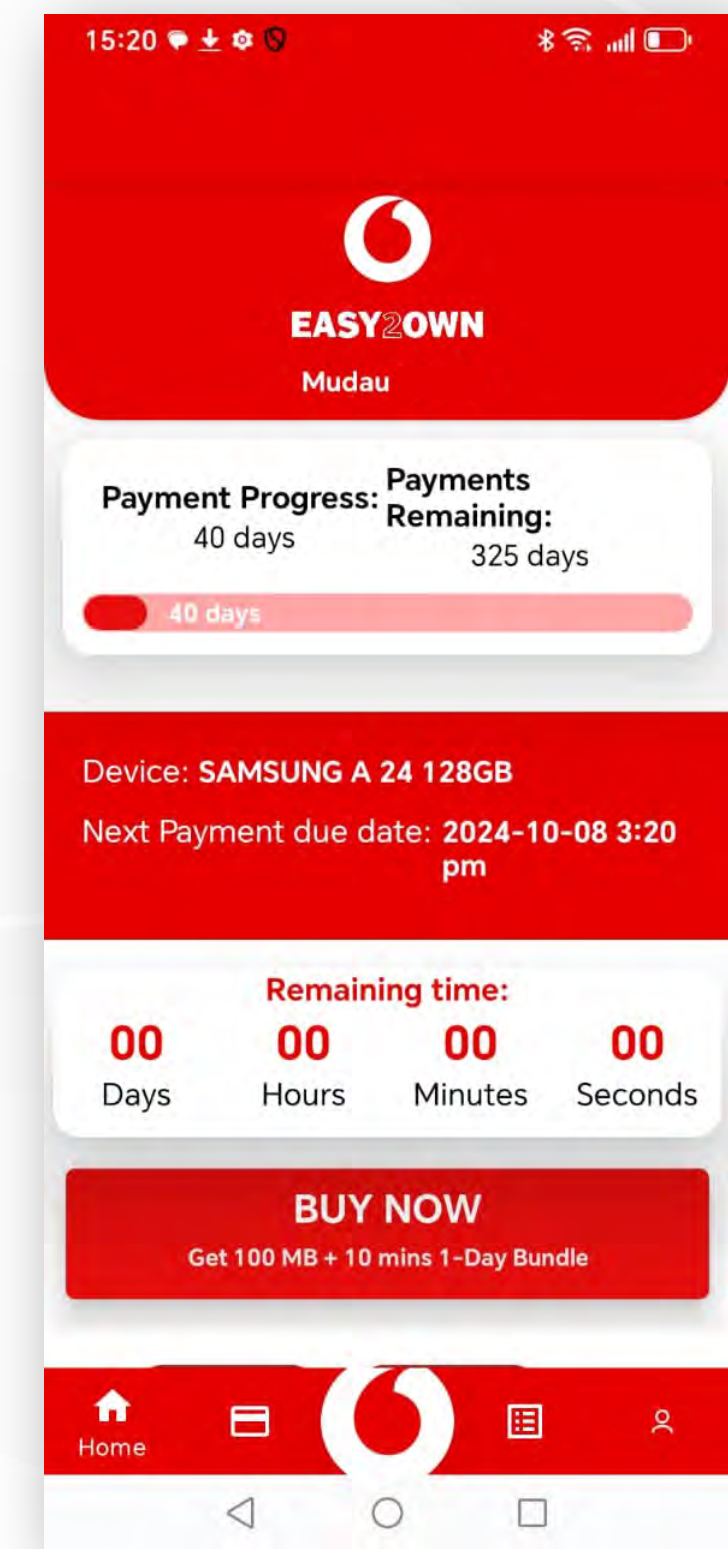 15:20
EASY2OWN
Mudau
Payment Progress:
40 days
Payments
Remaining:
325 days
40 days
Device: SAMSUNG A 24 128GB
Next Payment due date: 2024-10-08 3:20
pm
Remaining time:
00 00 00 00
Days Hours Minutes Seconds
BUY NOW
Get 100 MB + 10 mins 1-Day Bundle
Home